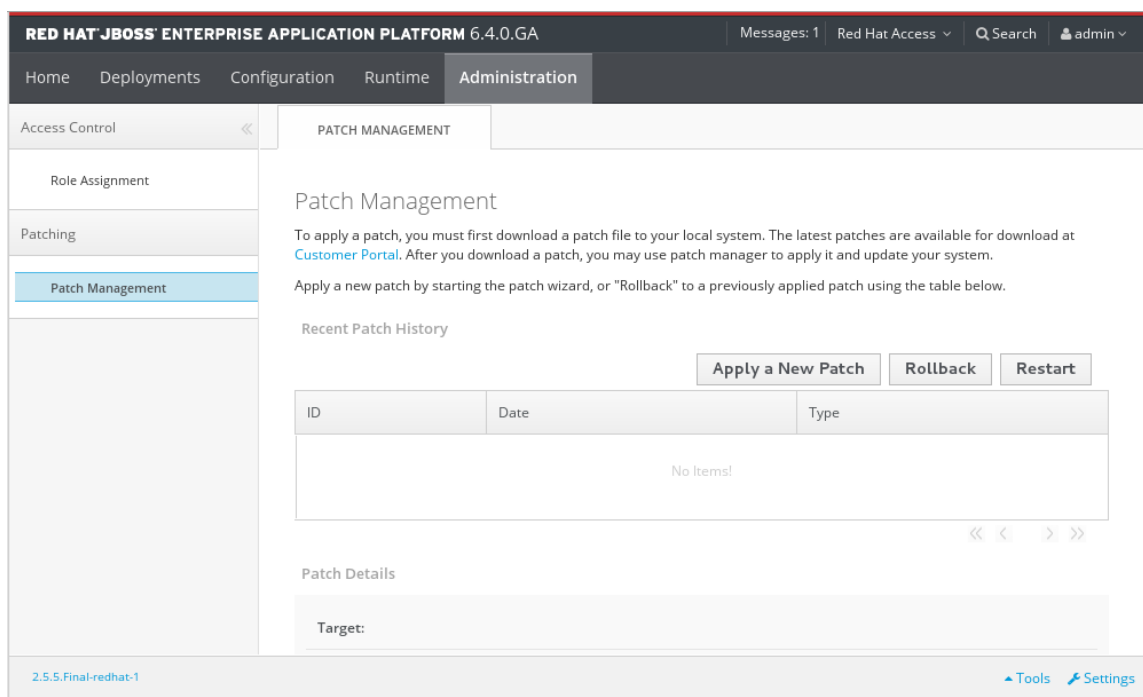 RED HAT JBOSS ENTERPRISE APPLICATION PLATFORM 6.4.0.GA Messages: 1 Red Hat Access Search admin
Home Deployments Configuration Runtime Administration
Access Control
PATCH MANAGEMENT
Role Assignment
Patching
Patch Management
Patch Management
To apply a patch, you must first download a patch file to your local system. The latest patches are available for download at
Customer Portal. After you download a patch, you may use patch manager to apply it and update your system.
Apply a new patch by starting the patch wizard, or "Rollback" to a previously applied patch using the table below.
Recent Patch History
Apply a New Patch Rollback Restart
ID Date Type
No Items!
Patch Details
Target:
2.5.5.Final-redhat-1 Tools Settings